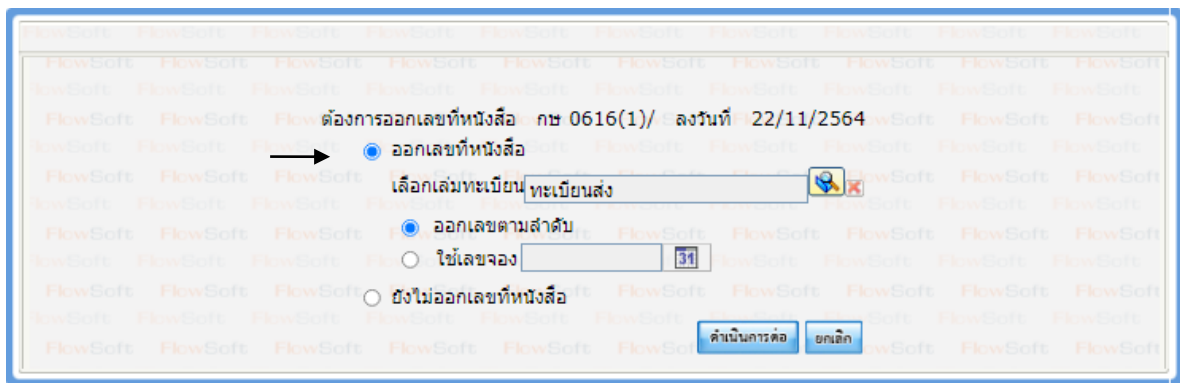 ต้องการออกเลขที่หนังสือ กษ 0616(1)/ ลงวันที่ 22/11/2564
ออกเลขที่หนังสือ
เลือกเล่มทะเบียน ทะเบียนส่ง
ออกเลขตามลำดับ
ใช้เลขจอง 31
ยังไม่ออกเลขที่หนังสือ
ดำเนินการต่อ ยกเลิก